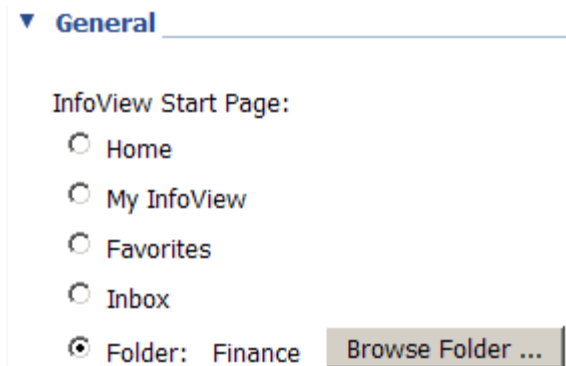 General
InfoView Start Page:
Home
My InfoView
Favorites
Inbox
Folder: Finance Browse Folder ...